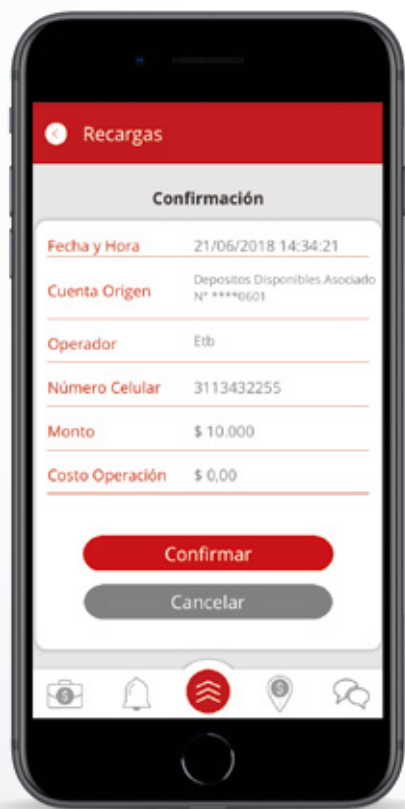 Recargas
Confirmación
Fecha y Hora 21/06/2018 14:34:21
Cuenta Origen Depositos Disponibles Asociado
N° ****0601
Operador Etb
Número Celular 3113432255
Monto $ 10.000
Costo Operación $ 0,00
Confirmar
Cancelar